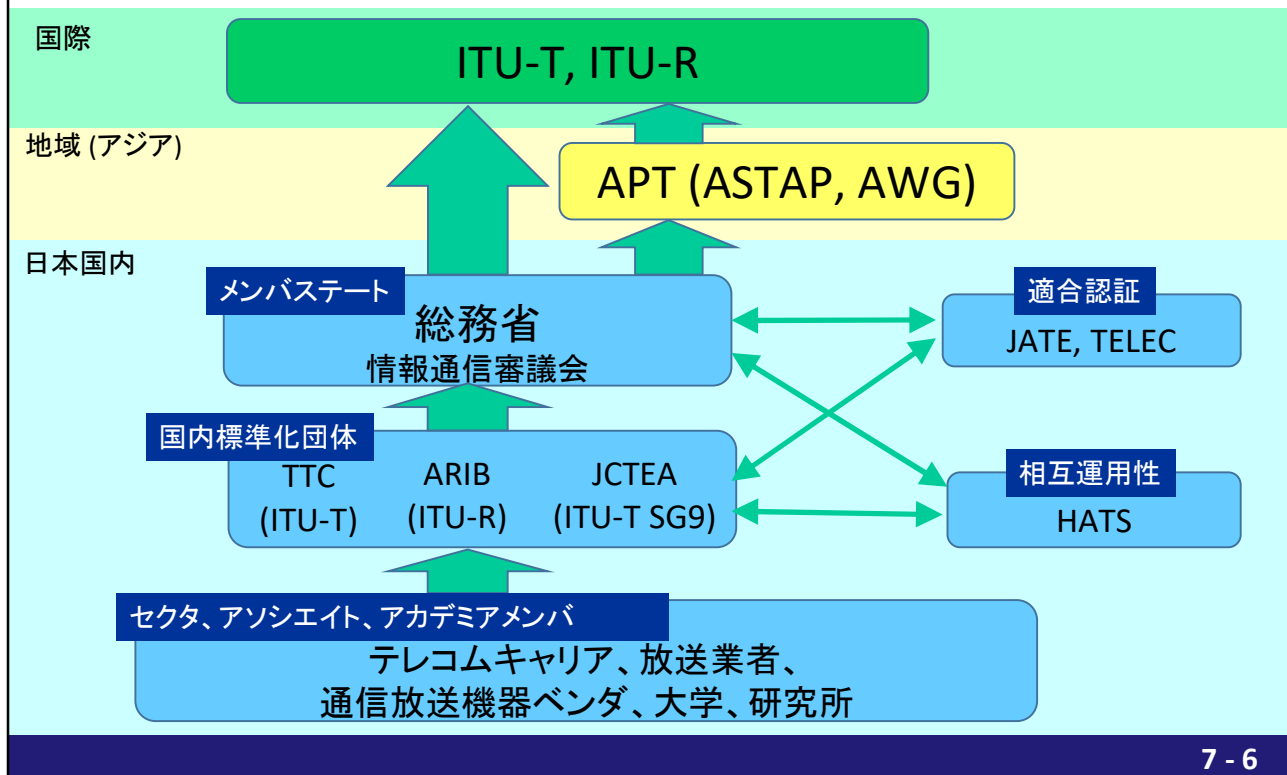 国際
ITU-T, ITU-R
地域 (アジア)
APT (ASTAP, AWG)
日本国内
メンバステート
総務省
情報通信審議会
適合認証
JATE, TELEC
国内標準化団体
TTC
(ITU-T)
ARIB
(ITU-R)
JCTEA
(ITU-T SG9)
相互運用性
HATS
セクタ、アソシエイト、アカデミアメンバ
テレコムキャリア、放送業者、
通信放送機器ベンダ、大学、研究所
7 - 6